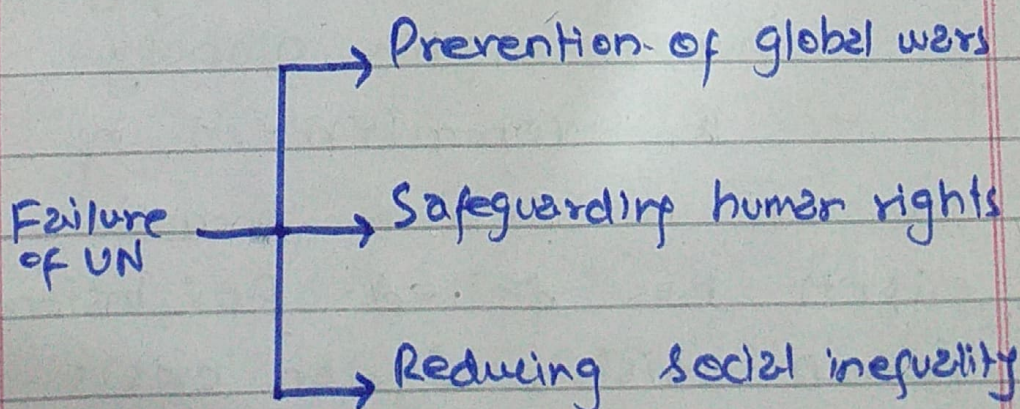 Prevention of global wars
Safeguarding human rights
Failure
of UN
Reducing social inequality